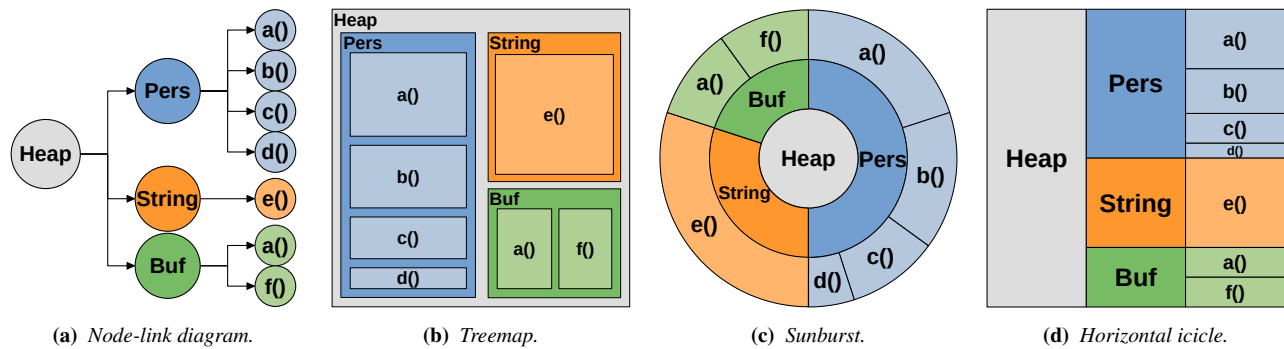 Heap
Pers
String
Buf
a()
b()
c()
d()
e()
a()
f()
(a) Node-link diagram.
Heap
Pers
a()
b()
c()
d()
String
e()
Buf
a()
f()
(b) Treemap.
Heap
Pers
String
Buf
a()
b()
c()
d()
e()
a()
f()
(c) Sunburst.
Heap
Pers
String
Buf
a()
b()
c()
d()
e()
a()
f()
(d) Horizontal icicle.